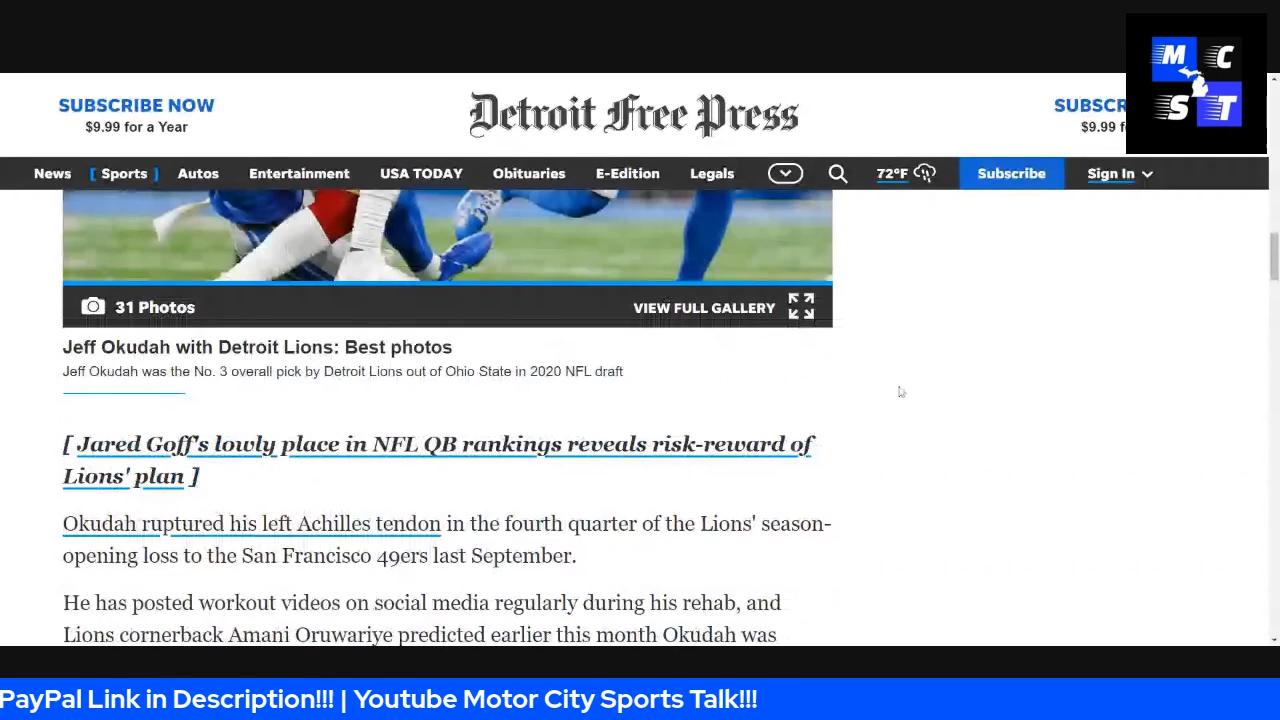 M C
S T
SUBSCRIBE NOW
$9.99 for a Year
Detroit Free Press
SUBSCR
$9.99 f
News [ Sports ] Autos Entertainment USA TODAY Obituaries E-Edition Legals 72°F Subscribe Sign In
31 Photos
VIEW FULL GALLERY
Jeff Okudah with Detroit Lions: Best photos
Jeff Okudah was the No. 3 overall pick by Detroit Lions out of Ohio State in 2020 NFL draft
[ Jared Goff's lowly place in NFL QB rankings reveals risk-reward of
Lions' plan ]
Okudah ruptured his left Achilles tendon in the fourth quarter of the Lions' season-
opening loss to the San Francisco 49ers last September.
He has posted workout videos on social media regularly during his rehab, and
Lions cornerback Amani Oruwariye predicted earlier this month Okudah was
PayPal Link in Description!!! | Youtube Motor City Sports Talk!!!